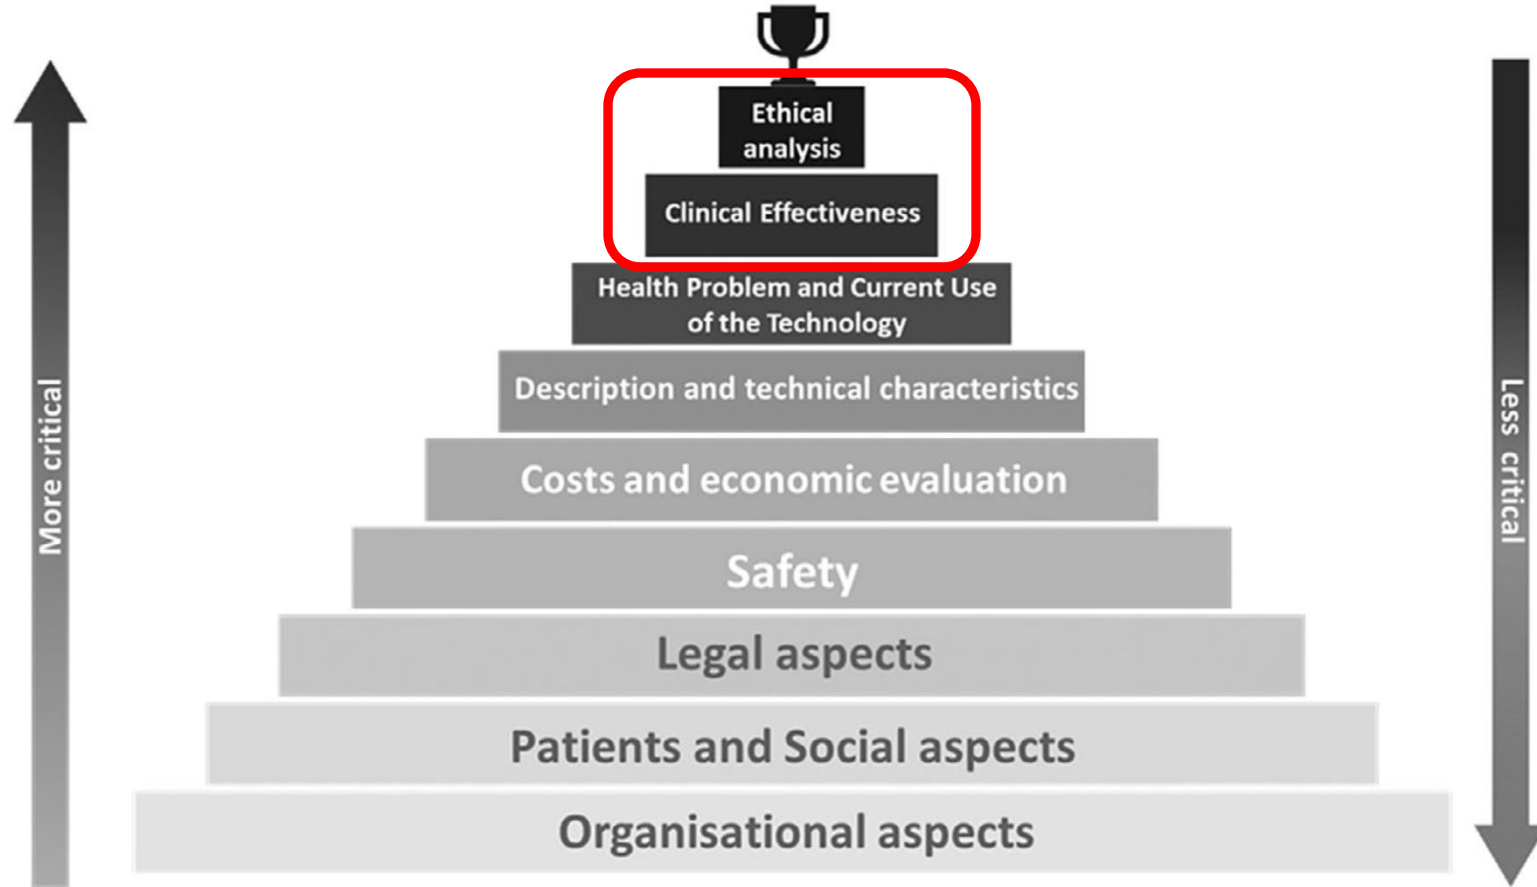 Ethical
analysis
Clinical Effectiveness
Health Problem and Current Use
of the Technology
Description and technical characteristics
Costs and economic evaluation
Safety
Legal aspects
Patients and Social aspects
Organisational aspects
More critical
Less critical